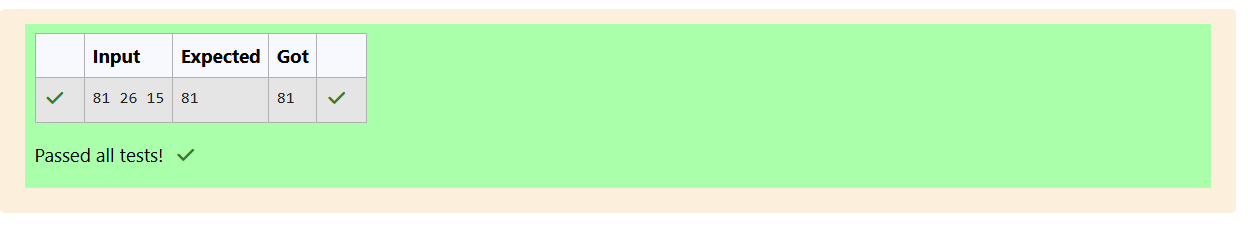 Input Expected Got
81 26 15 81 81
Passed all tests!